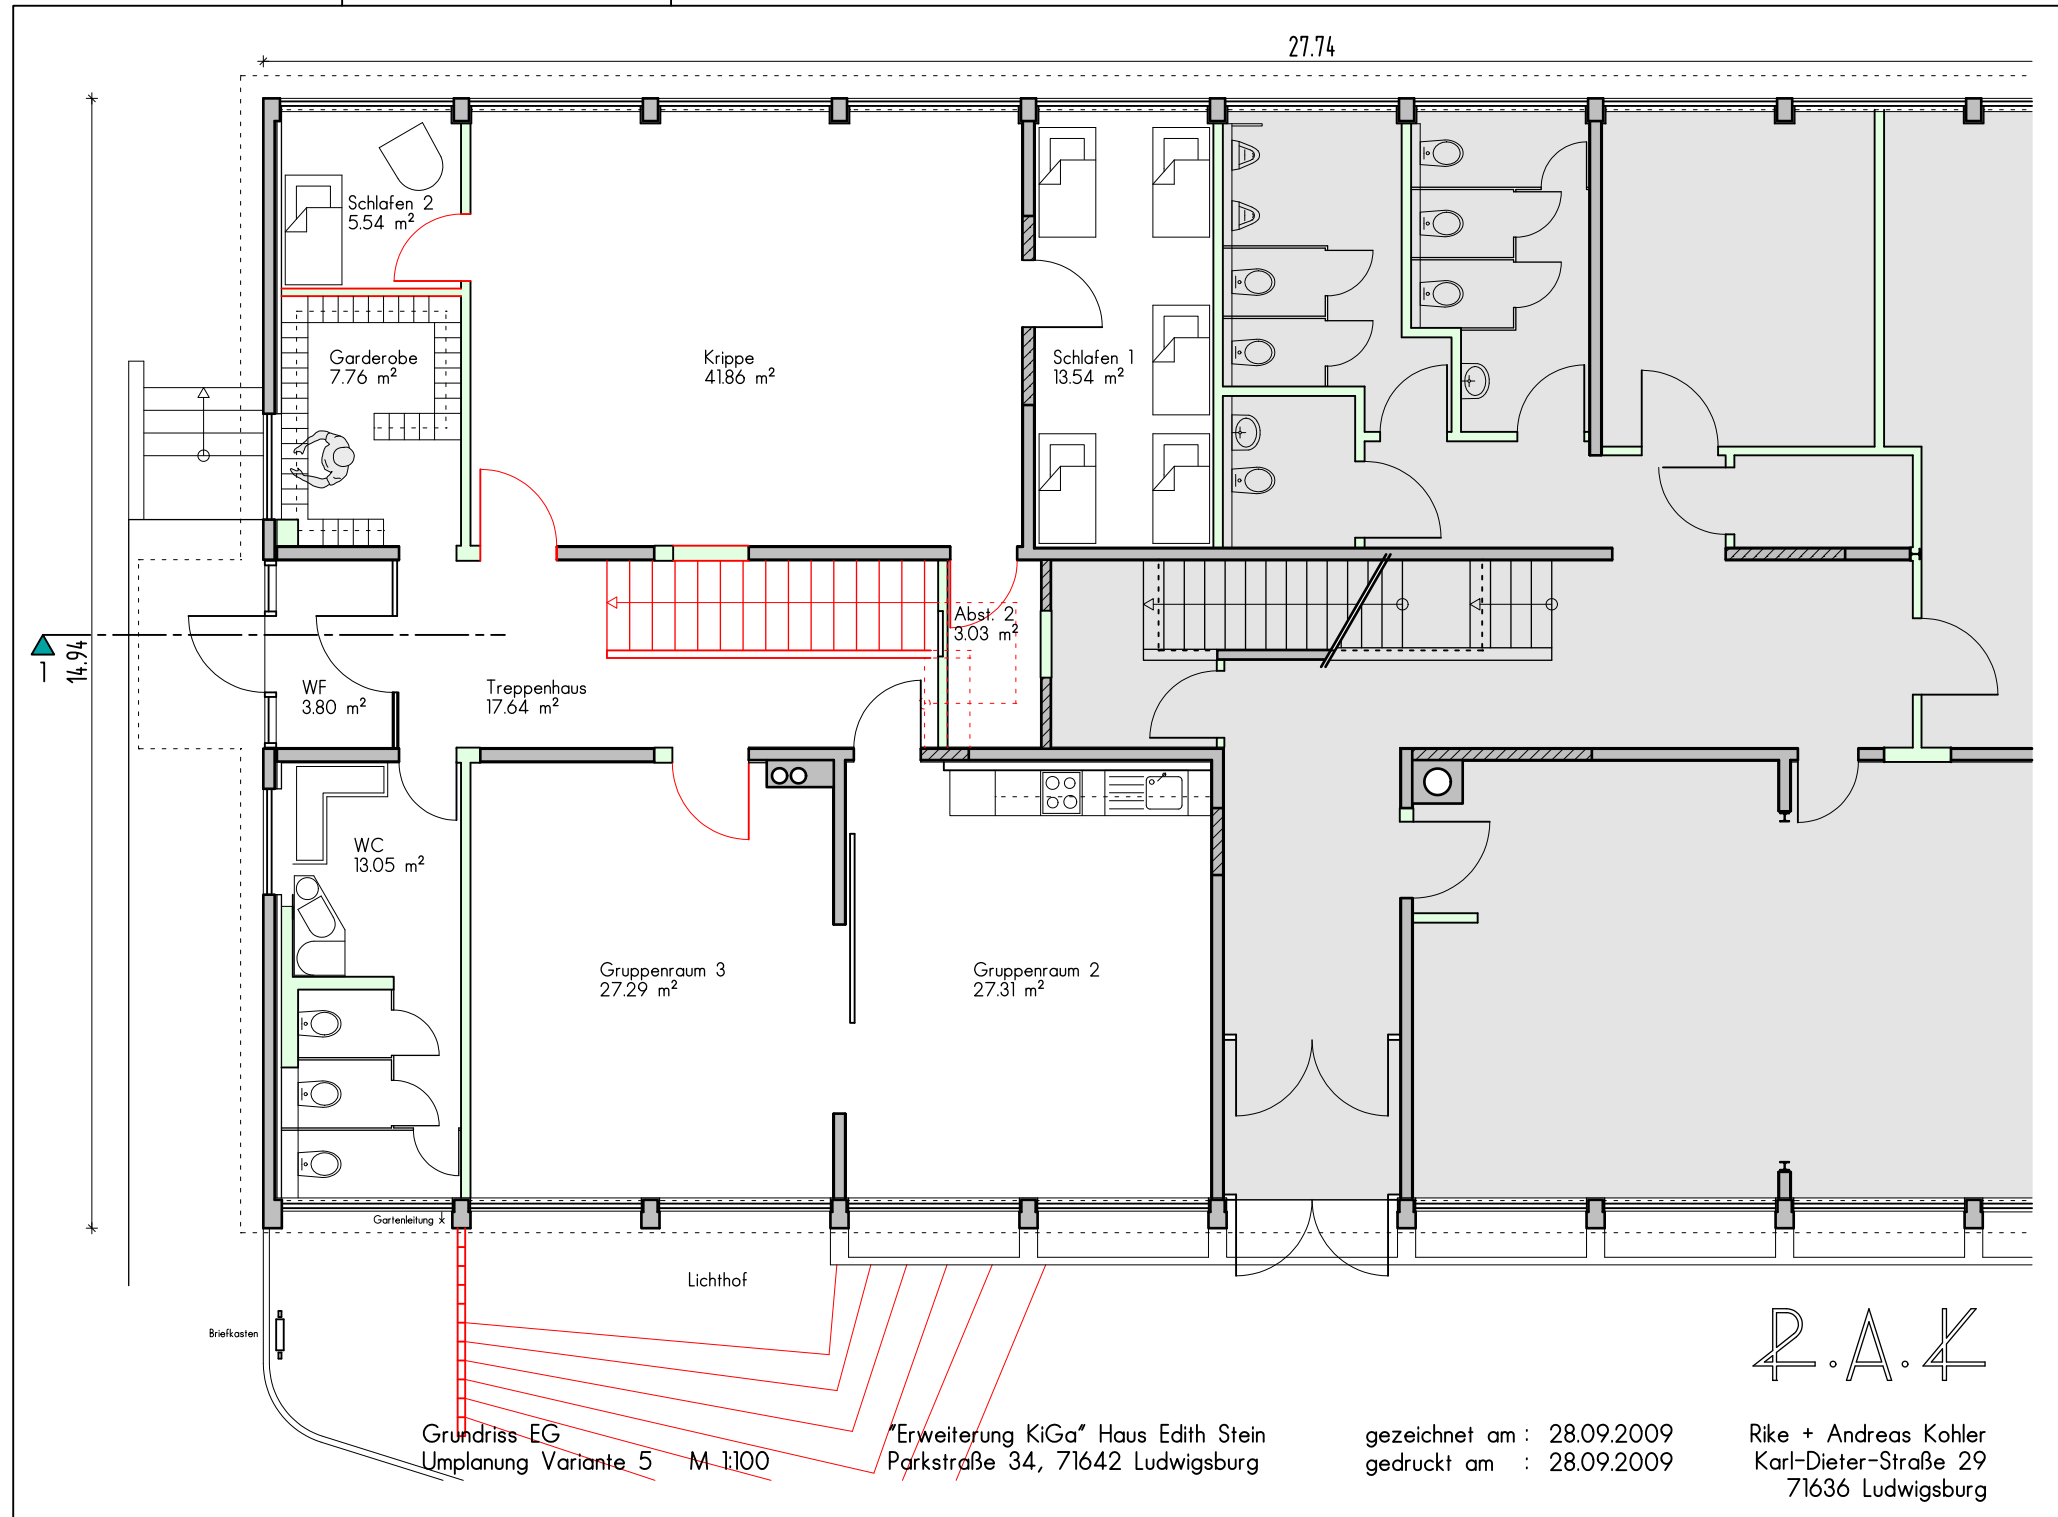 27.74
Schlafen 2
5.54 m²
Garderobe
7.76 m²
Krippe
41.86 m²
Schlafen 1
13.54 m²
Abst. 2
3.03 m²
1
14.94
WF
3.80 m²
Treppenhaus
17.64 m²
WC
13.05 m²
Gruppenraum 3
27.29 m²
Gruppenraum 2
27.31 m²
Gartenleitung
Lichthof
Briefkasten
R.A.K
Grundriss EG
Umplanung Variante 5 M 1:100
"Erweiterung KiGa" Haus Edith Stein
Parkstraße 34, 71642 Ludwigsburg
gezeichnet am : 28.09.2009
gedruckt am : 28.09.2009
Rike + Andreas Kohler
Karl-Dieter-Straße 29
71636 Ludwigsburg